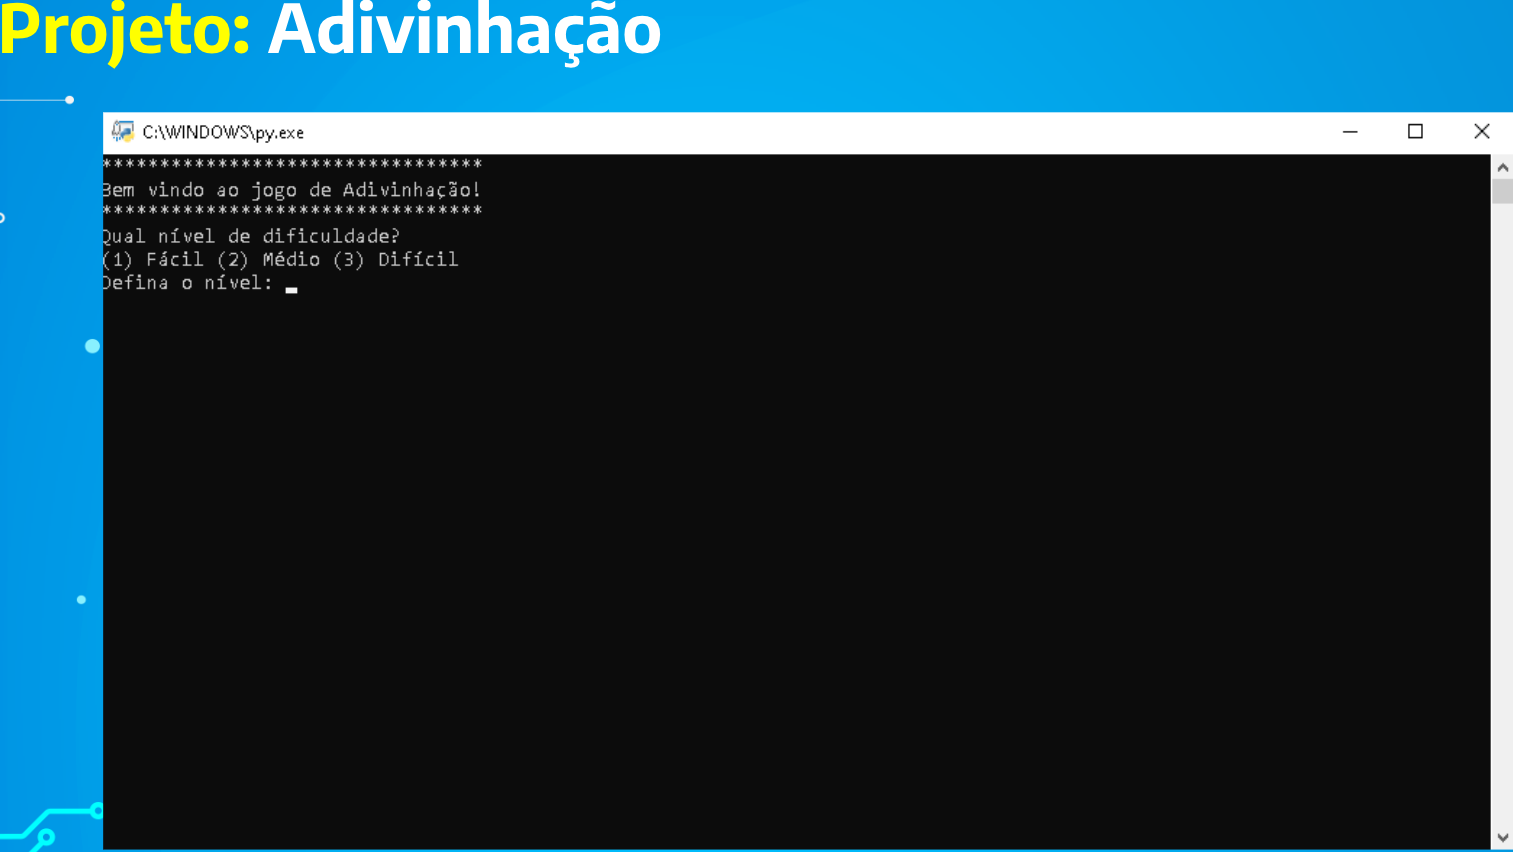 Projeto: Adivinhação
C:\WINDOWS\py.exe
*********************************
Bem vindo ao jogo de Adivinhação!
*********************************
Qual nível de dificuldade?
(1) Fácil (2) Médio (3) Difícil
Defina o nível: